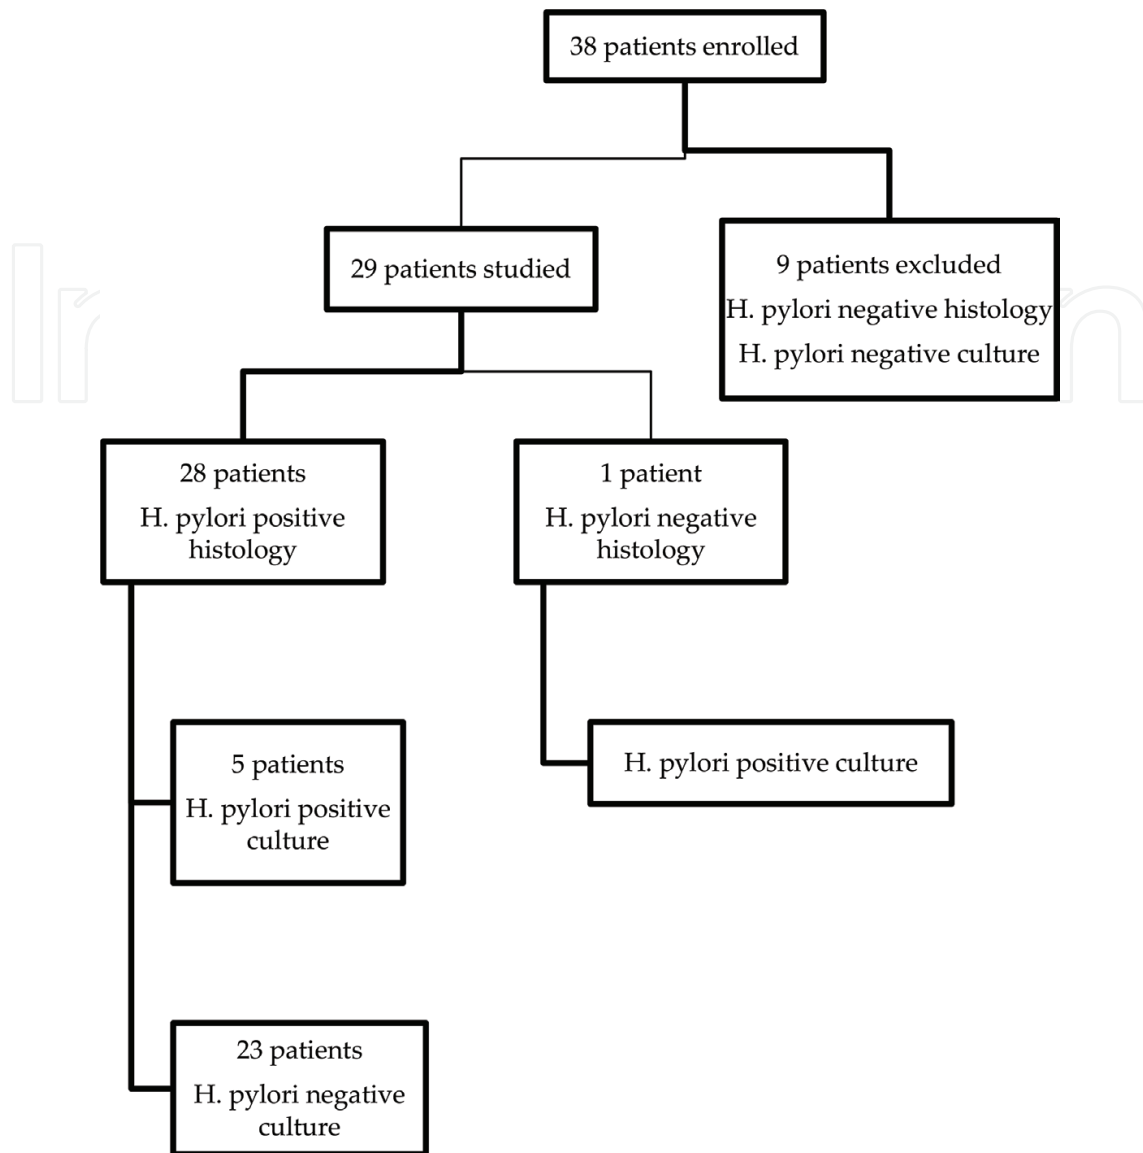 38 patients enrolled
29 patients studied
9 patients excluded
H. pylori negative histology
H. pylori negative culture
28 patients
H. pylori positive
histology
1 patient
H. pylori negative
histology
5 patients
H. pylori positive
culture
H. pylori positive culture
23 patients
H. pylori negative
culture